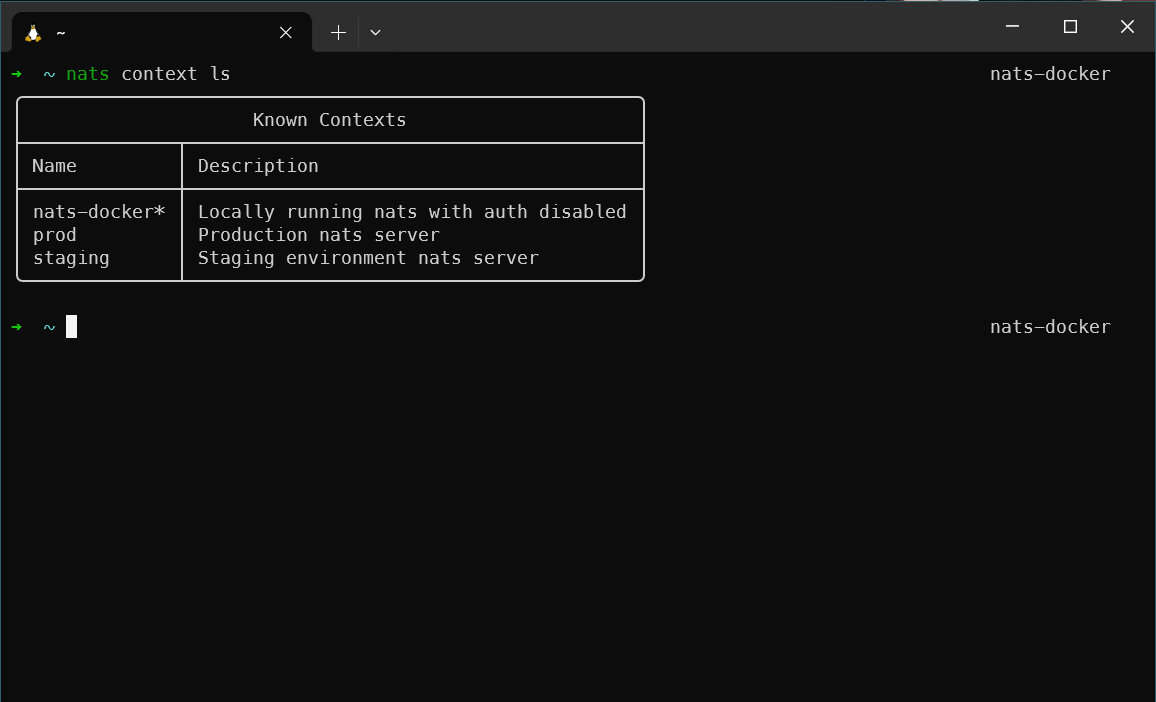 ~
➜ ~ nats context ls nats-docker
Known Contexts
Name Description
nats-docker* Locally running nats with auth disabled
prod Production nats server
staging Staging environment nats server
➜ ~ nats-docker